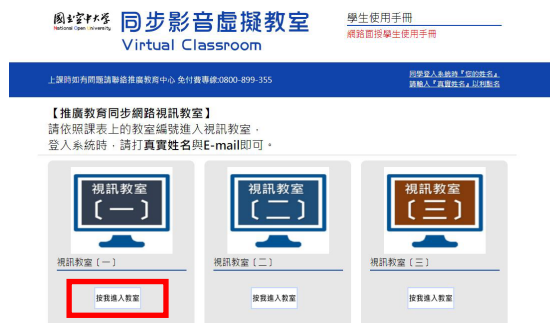 國立空中大學
National Open University
同步影音虛擬教室
Virtual Classroom
學生使用手冊
網路面授學生使用手冊
上課時如有問題請聯絡推廣教育中心 免付費專線:0800-899-355
同學登入系統時『您的姓名』
請輸入『真實姓名』以利點名
【推廣教育同步網路視訊教室】
請依照課表上的教室編號進入視訊教室，
登入系統時，請打真實姓名與E-mail即可。
視訊教室
〔一〕
視訊教室
〔二〕
視訊教室
〔三〕
視訊教室〔一〕
視訊教室〔二〕
視訊教室〔三〕
按我進入教室
按我進入教室
按我進入教室